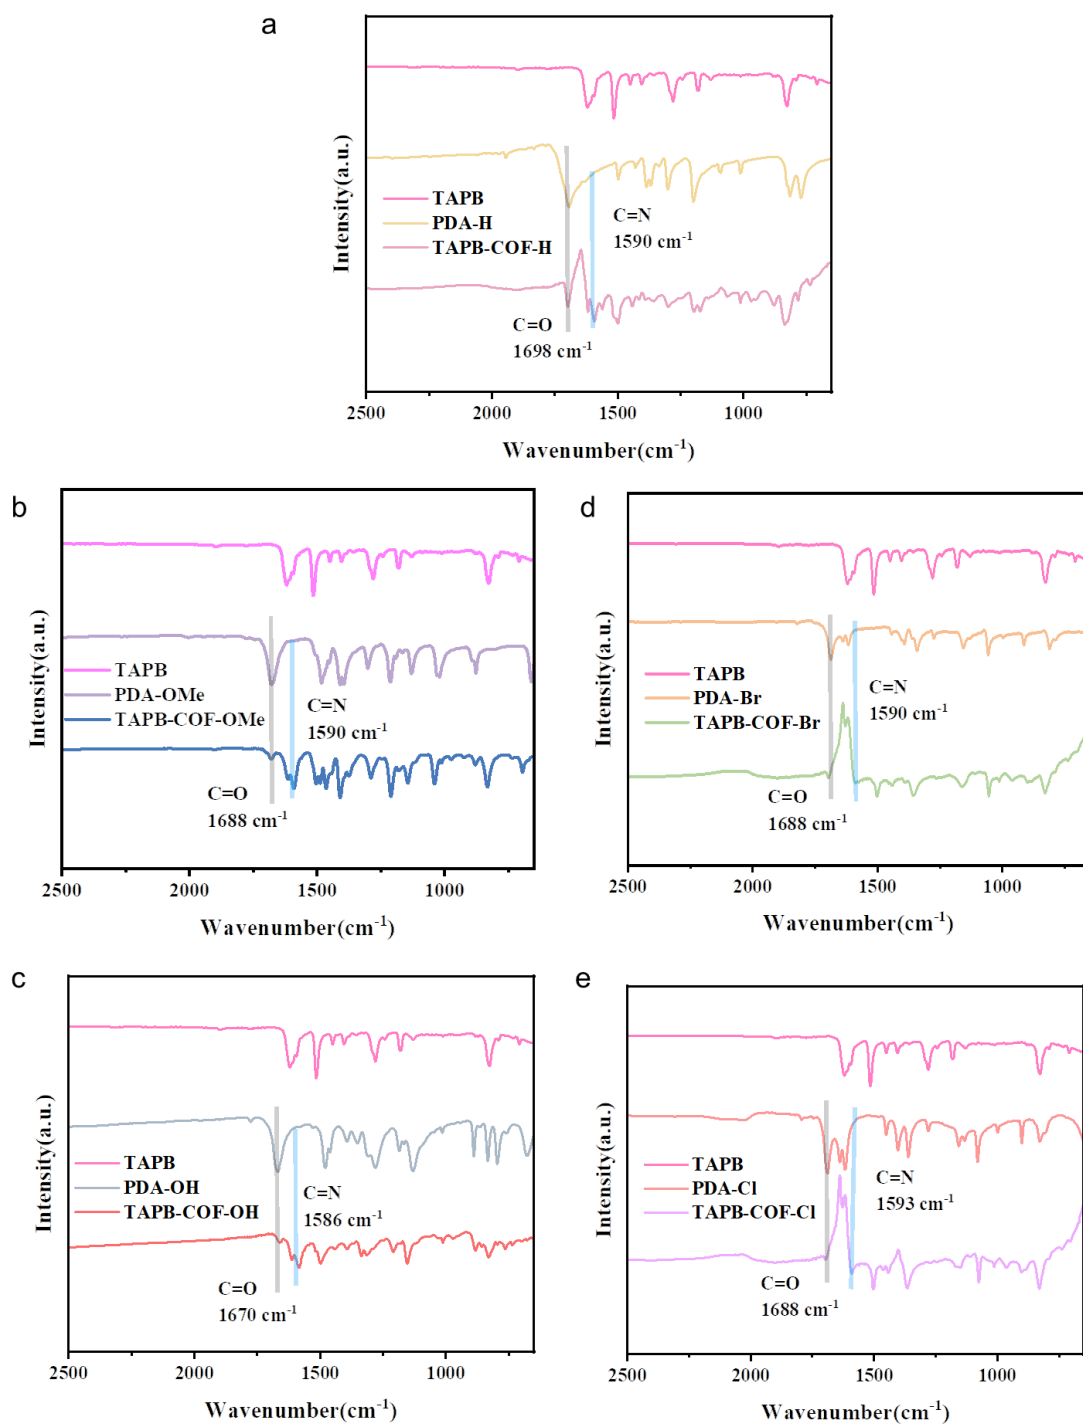 a
Intensity(a.u.)
TAPB
PDA-H
TAPB-COF-H
C=N
1590 cm⁻¹
C=O
1698 cm⁻¹
2500 2000 1500 1000
Wavenumber(cm⁻¹)
b
Intensity(a.u.)
TAPB
PDA-OMe
TAPB-COF-OMe
C=N
1590 cm⁻¹
C=O
1688 cm⁻¹
2500 2000 1500 1000
Wavenumber(cm⁻¹)
d
Intensity(a.u.)
TAPB
PDA-Br
TAPB-COF-Br
C=N
1590 cm⁻¹
C=O
1688 cm⁻¹
2500 2000 1500 1000
Wavenumber(cm⁻¹)
c
Intensity(a.u.)
TAPB
PDA-OH
TAPB-COF-OH
C=N
1586 cm⁻¹
C=O
1670 cm⁻¹
2500 2000 1500 1000
Wavenumber(cm⁻¹)
e
Intensity(a.u.)
TAPB
PDA-Cl
TAPB-COF-Cl
C=N
1593 cm⁻¹
C=O
1688 cm⁻¹
2500 2000 1500 1000
Wavenumber(cm⁻¹)